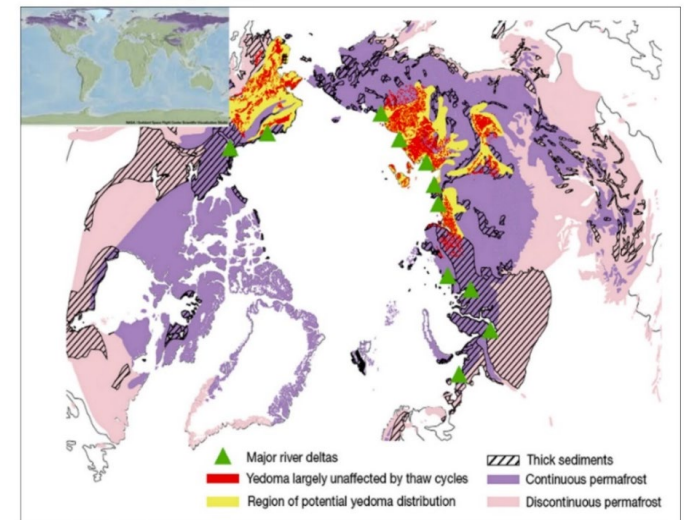 Major river deltas
Yedoma largely unaffected by thaw cycles
Region of potential yedoma distribution
Thick sediments
Continuous permafrost
Discontinuous permafrost